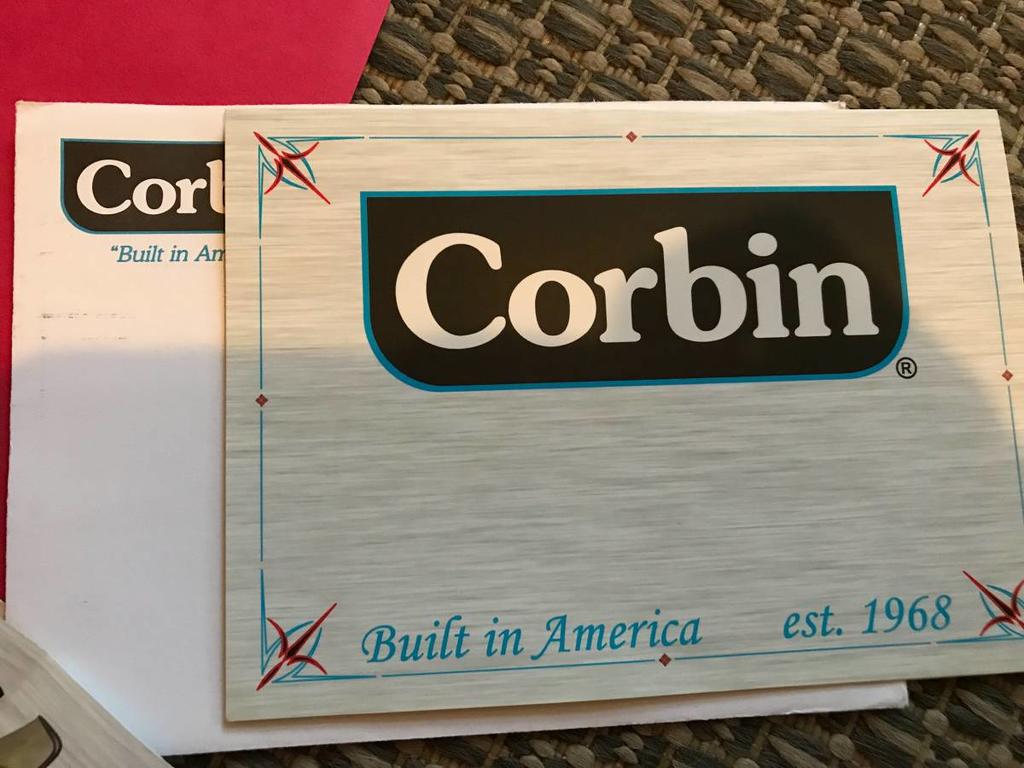 Corb
"Built in Am
Corbin
®
Built in America est. 1968